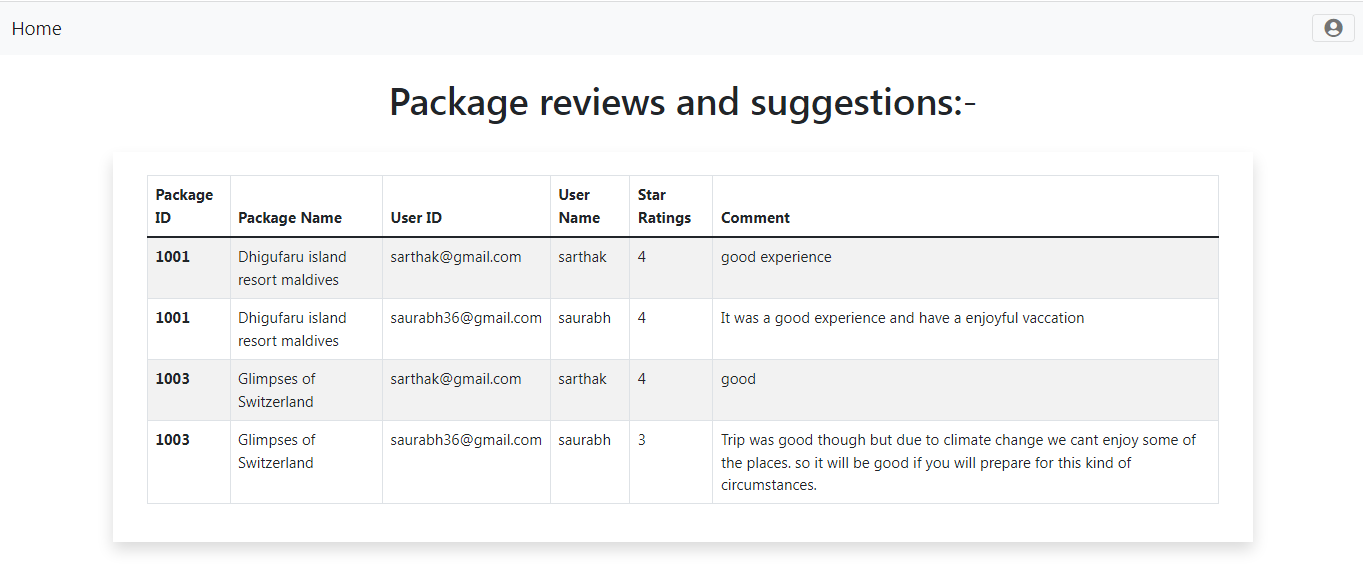 Home
Package reviews and suggestions:-
Package ID
Package Name
User ID
User Name
Star Ratings
Comment
1001
Dhigufaru island
resort maldives
sarthak@gmail.com
sarthak
4
good experience
1001
Dhigufaru island
resort maldives
saurabh36@gmail.com
saurabh
4
It was a good experience and have a enjoyful vaccation
1003
Glimpses of
Switzerland
sarthak@gmail.com
sarthak
4
good
1003
Glimpses of
Switzerland
saurabh36@gmail.com
saurabh
3
Trip was good though but due to climate change we cant enjoy some of
the places. so it will be good if you will prepare for this kind of
circumstances.